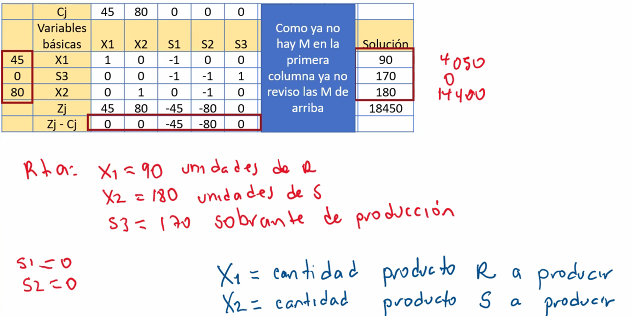 Cj 45 80 0 0 0
Variables básicas X1 X2 S1 S2 S3 Solución
45 X1 1 0 -1 0 0 90
0 S3 0 0 -1 -1 1 170
80 X2 0 1 0 -1 0 180
Zj 45 80 -45 -80 0 18450
Zj - Cj 0 0 -45 -80 0
Como ya no
hay M en la
primera
columna ya no
reviso las M de
arriba
4050
0
14400
Rta: X1 = 90 unidades de R
X2 = 180 unidades de S
S3 = 170 sobrante de producción
S1 = 0
S2 = 0
X1 = cantidad producto R a producir
X2 = cantidad producto S a producir